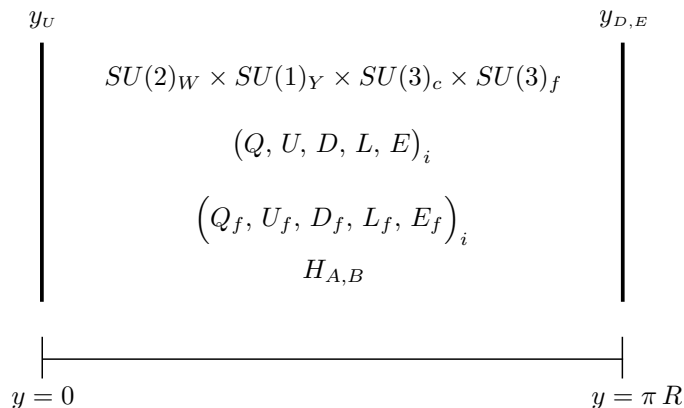 y_U y_{D,E}
SU(2)_W × SU(1)_Y × SU(3)_c × SU(3)_f
(Q, U, D, L, E)_i
(Q_f, U_f, D_f, L_f, E_f)_i
H_{A,B}
y = 0 y = π R